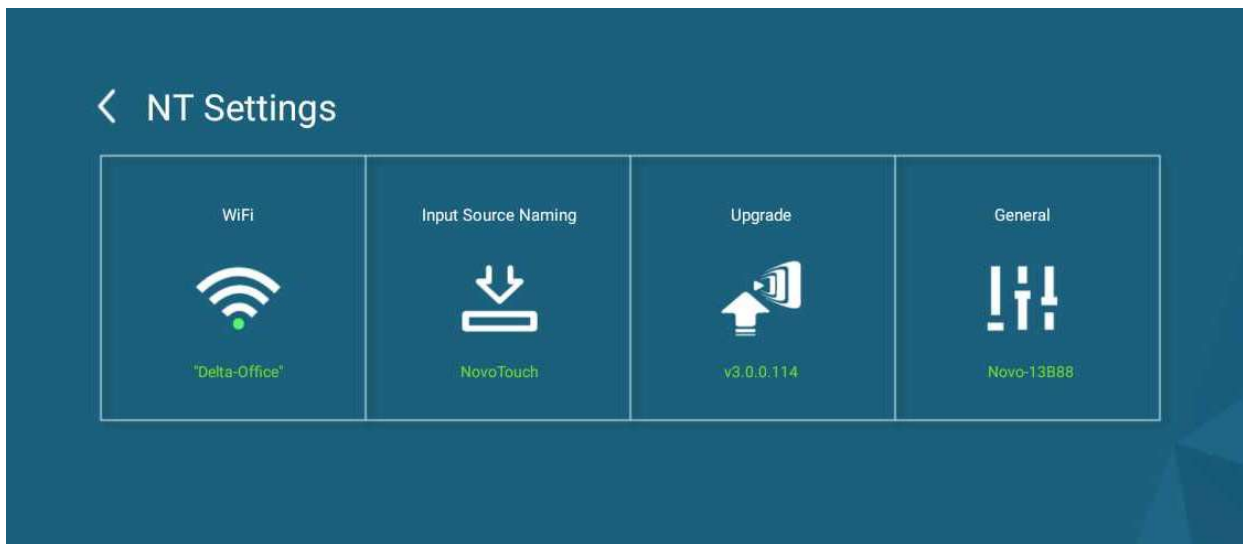 NT Settings
WiFi
"Delta-Office"
Input Source Naming
NovoTouch
Upgrade
v3.0.0.114
General
Novo-13B88